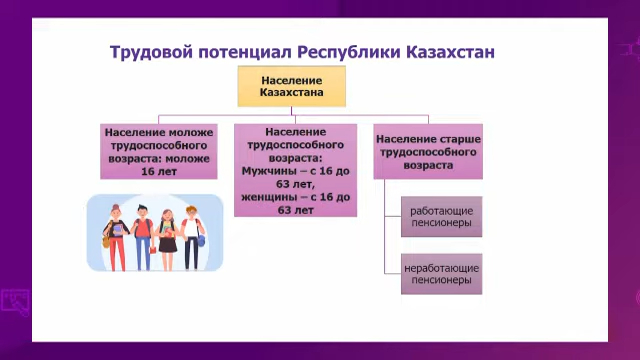 Трудовой потенциал Республики Казахстан
Население
Казахстана
Население моложе
трудоспособного
возраста: моложе
16 лет
Население
трудоспособного
возраста:
Мужчины – с 16 до
63 лет,
женщины – с 16 до
63 лет
Население старше
трудоспособного
возраста
работающие
пенсионеры
неработающие
пенсионеры